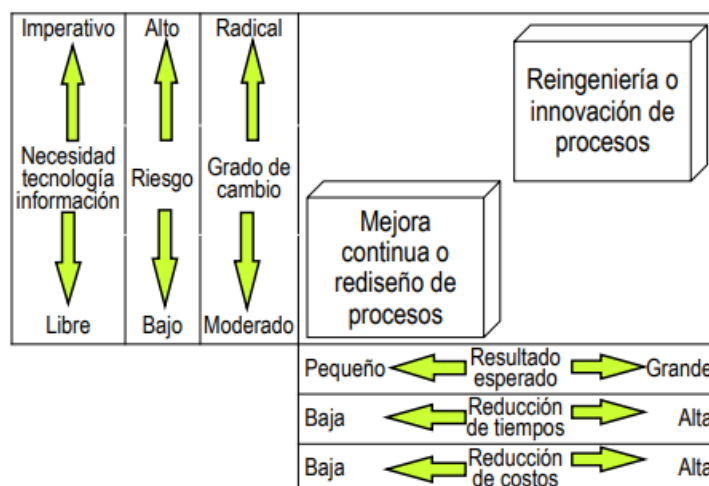 Imperativo
Necesidad
tecnología
información
Libre
Alto
Riesgo
Bajo
Radical
Grado de
cambio
Moderado
Reingeniería o
innovación de
procesos
Mejora
continua o
rediseño de
procesos
Pequeño Resultado Grande
esperado
Baja Reducción Alta
de tiempos
Baja Reducción Alta
de costos